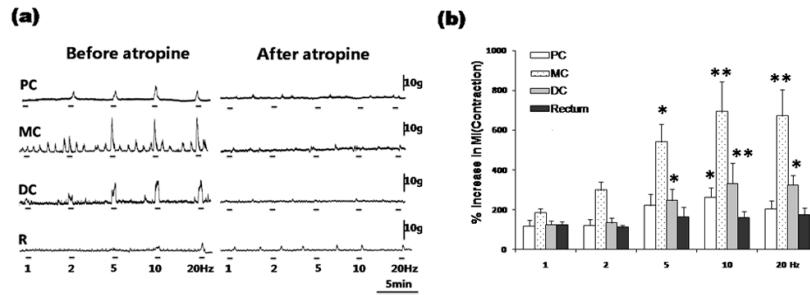 (a)
Before atropine After atropine
PC
10g
MC
10g
DC
10g
R
10g
1 2 5 10 20Hz 1 2 5 10 20Hz
5min
(b)
1000
800
600
400
200
0
% Increase in MI(Contraction)
PC
MC
DC
Rectum
* * * ** ** ** *
1 2 5 10 20 Hz